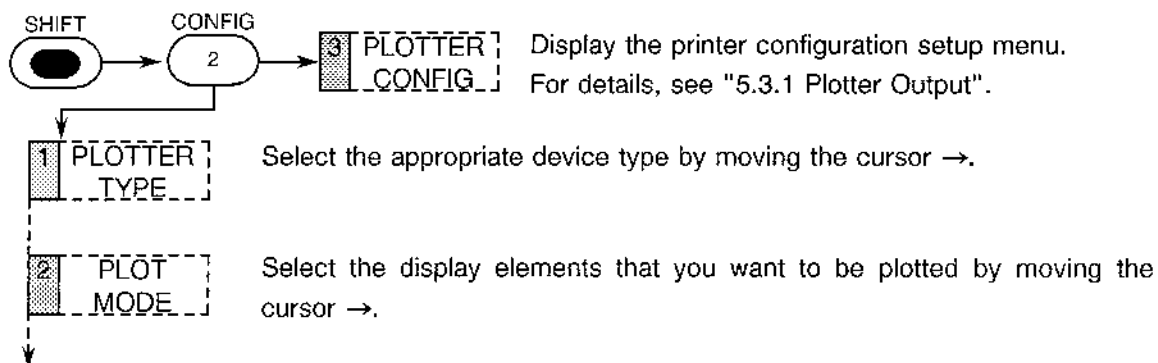 SHIFT
CONFIG
2
3 PLOTTER CONFIG
Display the printer configuration setup menu.
For details, see "5.3.1 Plotter Output".
1 PLOTTER TYPE
Select the appropriate device type by moving the cursor →.
2 PLOT MODE
Select the display elements that you want to be plotted by moving the
cursor →.